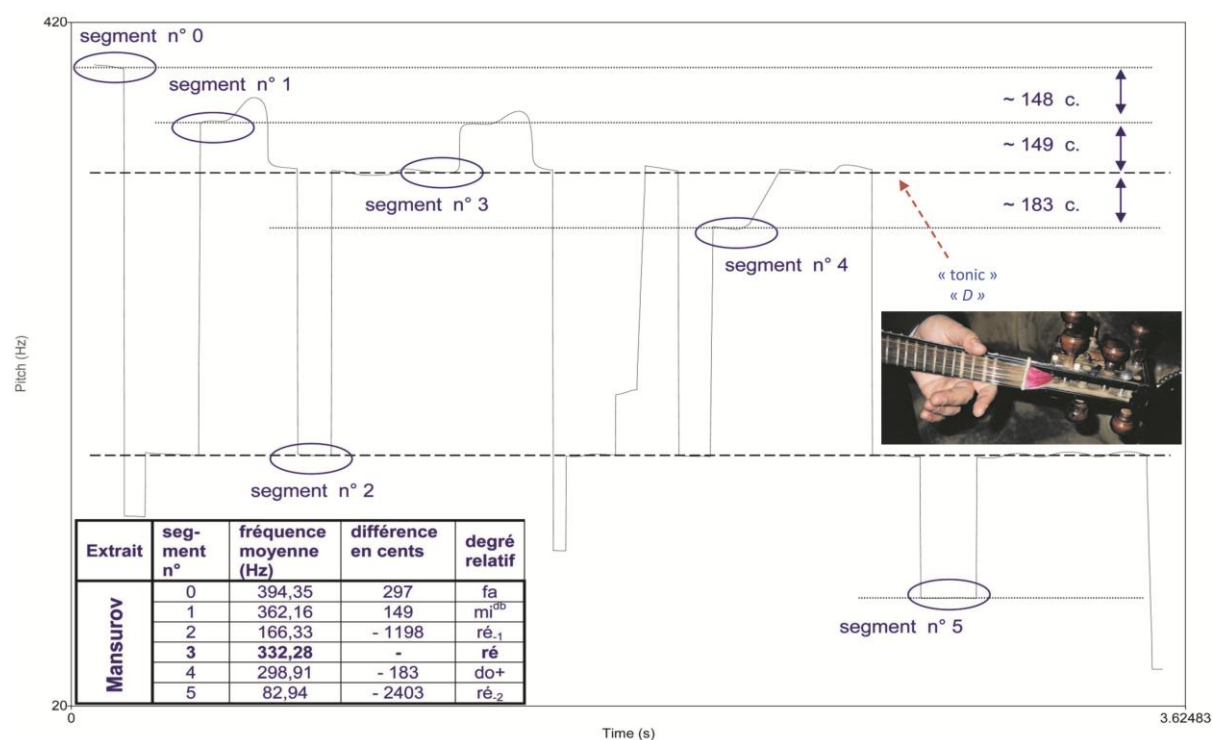 420
segment n° 0
segment n° 1
~ 148 c.
~ 149 c.
segment n° 3
~ 183 c.
segment n° 4
« tonic »
« D »
Pitch (Hz)
segment n° 2
Extrait seg-ment n° fréquence moyenne (Hz) différence en cents degré relatif
Mansurov
0 394,35 297 fa
1 362,16 149 mi^db
2 166,33 - 1198 ré-1
3 332,28 - ré
4 298,91 - 183 do+
5 82,94 - 2403 ré-2
segment n° 5
20
0
3.62483
Time (s)